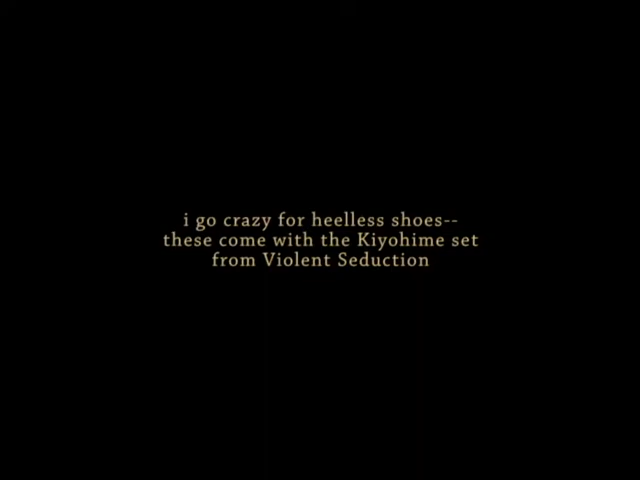 i go crazy for heelless shoes--
these come with the Kiyohime set
from Violent Seduction